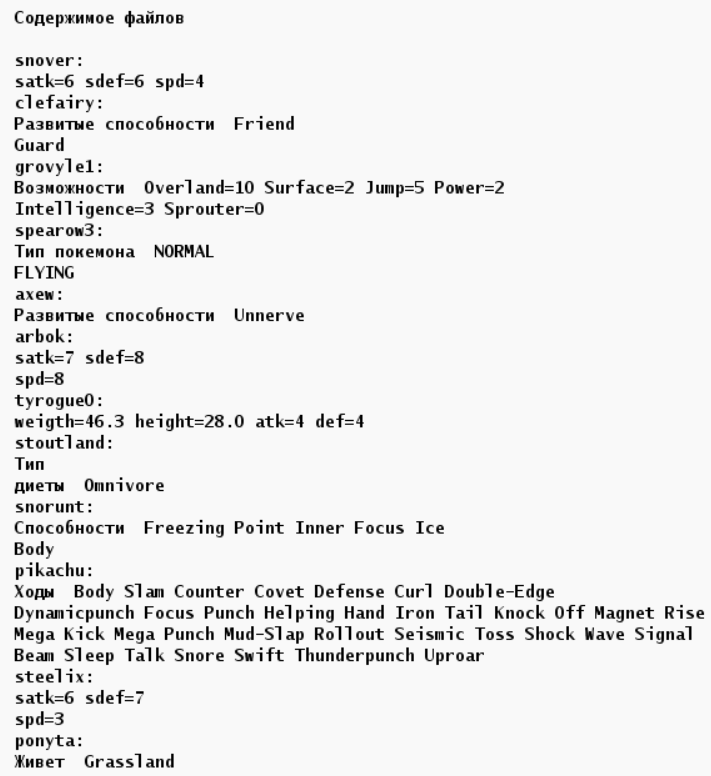 Содержимое файлов
snover:
satk=6 sdef=6 spd=4
clefairy:
Развитые способности  Friend
Guard
grovyle1:
Возможности  Overland=10 Surface=2 Jump=5 Power=2
Intelligence=3 Sprouter=0
spearow3:
Тип покемона  NORMAL
FLYING
axew:
Развитые способности  Unnerve
arbok:
satk=7 sdef=8
spd=8
tyrogue0:
weigth=46.3 height=28.0 atk=4 def=4
stoutland:
Тип
диеты  Omnivore
snorunt:
Способности  Freezing Point Inner Focus Ice
Body
pikachu:
Ходы  Body Slam Counter Covet Defense Curl Double-Edge
Dynamicpunch Focus Punch Helping Hand Iron Tail Knock Off Magnet Rise
Mega Kick Mega Punch Mud-Slap Rollout Seismic Toss Shock Wave Signal
Beam Sleep Talk Snore Swift Thunderpunch Uproar
steelix:
satk=6 sdef=7
spd=3
ponyta:
Живет  Grassland